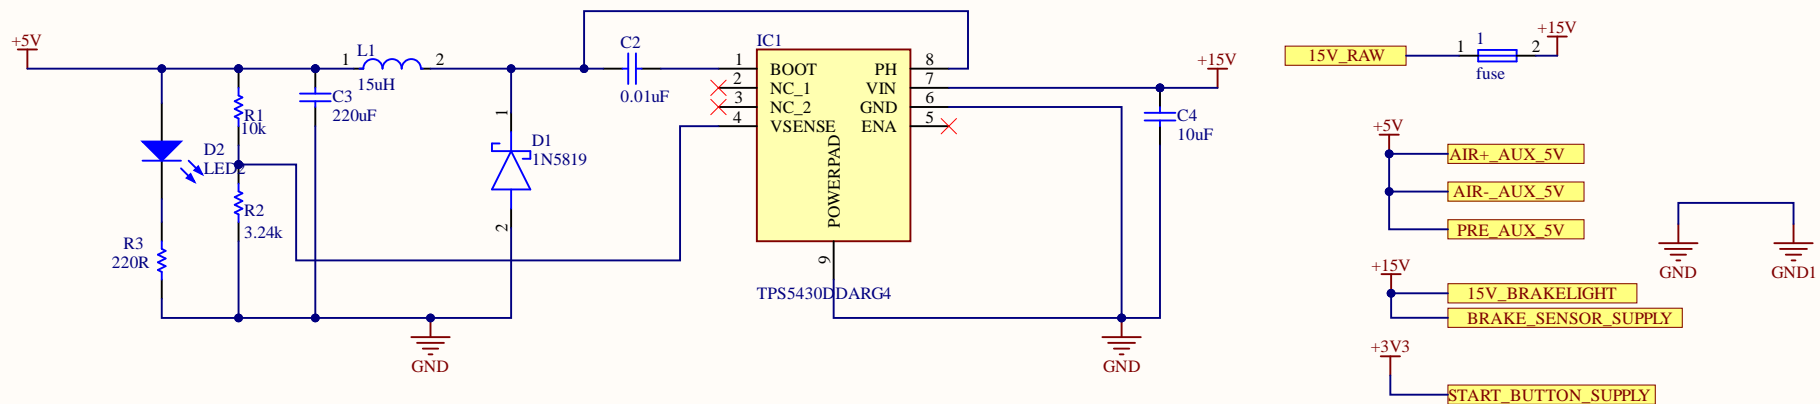 +5V
L1
1
2
15uH
C2
0.01uF
R1
10k
C3
220uF
D2
LED2
R2
3.24k
R3
220R
1
D1
1N5819
2
GND
IC1
1
BOOT
2
NC_1
3
NC_2
4
VSENSE
PH
8
VIN
7
GND
6
ENA
5
POWERPAD
9
TPS5430DDARG4
+15V
C4
10uF
GND
15V_RAW
1
1
2
fuse
+15V
+5V
AIR+_AUX_5V
AIR-_AUX_5V
PRE_AUX_5V
GND
GND1
+15V
15V_BRAKELIGHT
BRAKE_SENSOR_SUPPLY
+3V3
START_BUTTON_SUPPLY